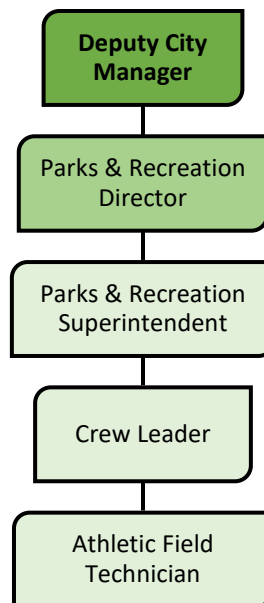 Deputy City
Manager
Parks & Recreation
Director
Parks & Recreation
Superintendent
Crew Leader
Athletic Field
Technician